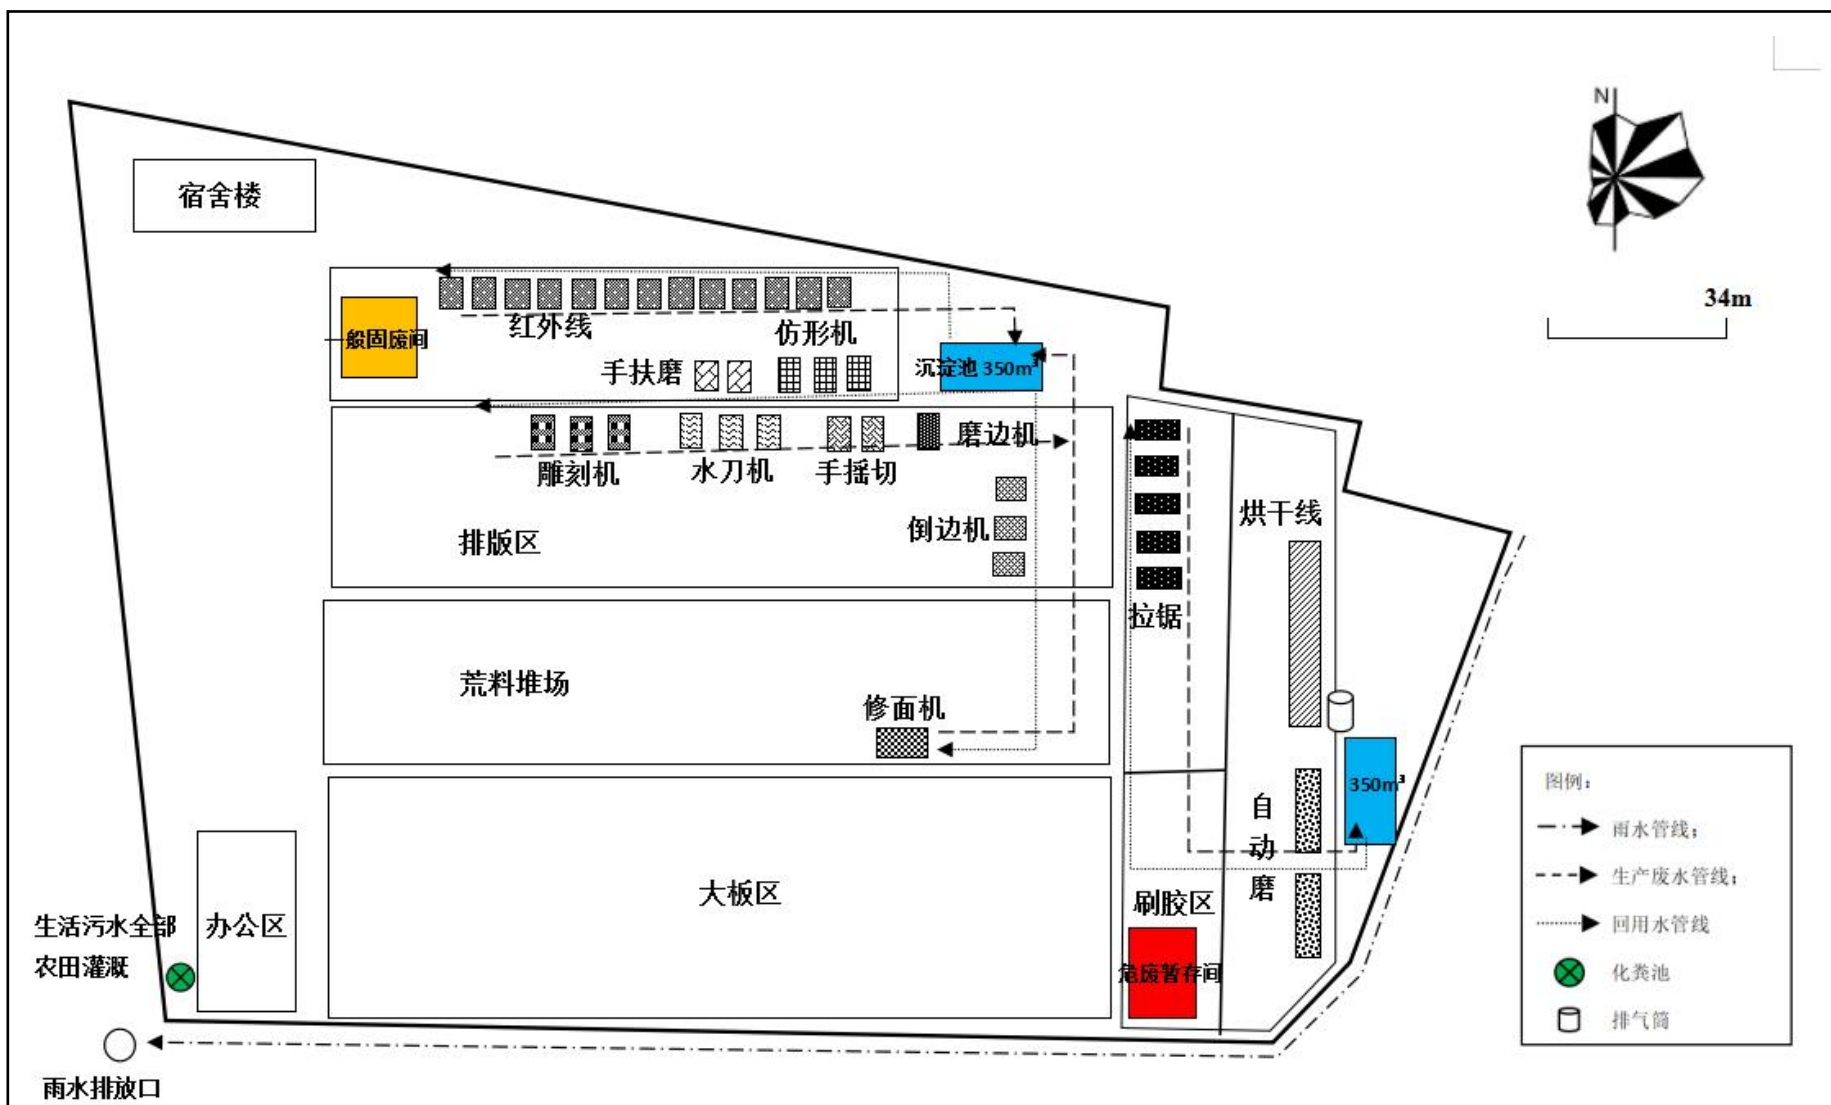 N
34m
宿舍楼
红外线
仿形机
一般固废间
手扶磨
沉淀池 350m³
磨边机
雕刻机
水刀机
手摇切
排版区
倒边机
烘干线
拉锯
荒料堆场
修面机
350m³
自动磨
大板区
刷胶区
危废暂存间
办公区
生活污水全部
农田灌溉
雨水排放口
图例：
雨水管线；
生产废水管线；
回用水管线
化粪池
排气筒